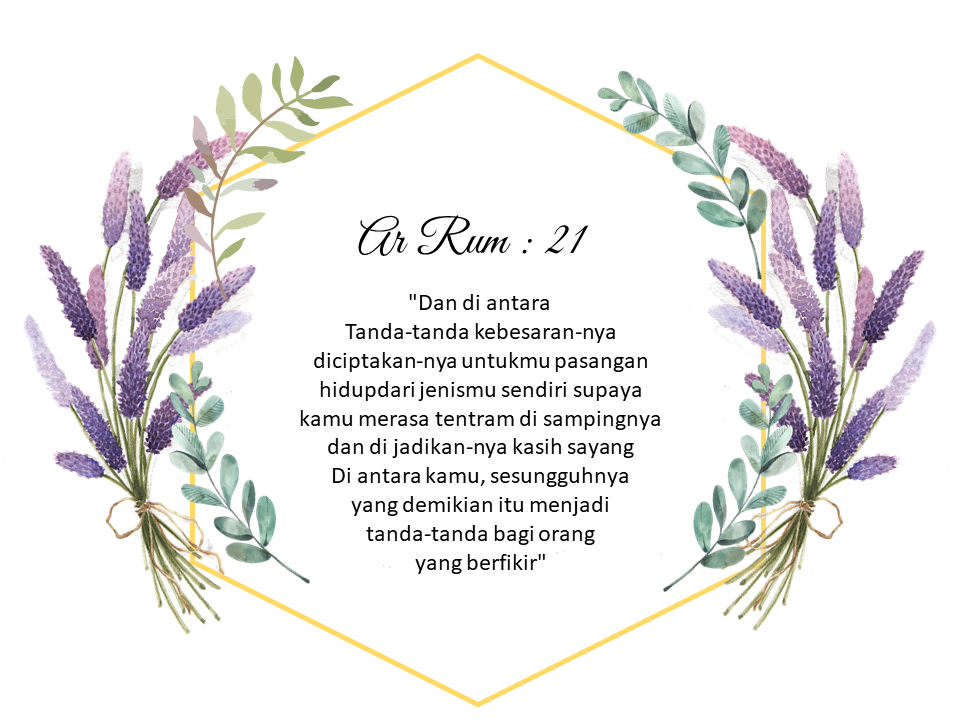 Ar Rum : 21
"Dan di antara
Tanda-tanda kebesaran-nya
diciptakan-nya untukmu pasangan
hidupdari jenismu sendiri supaya
kamu merasa tentram di sampingnya
dan di jadikan-nya kasih sayang
Di antara kamu, sesungguhnya
yang demikian itu menjadi
tanda-tanda bagi orang
yang berfikir"